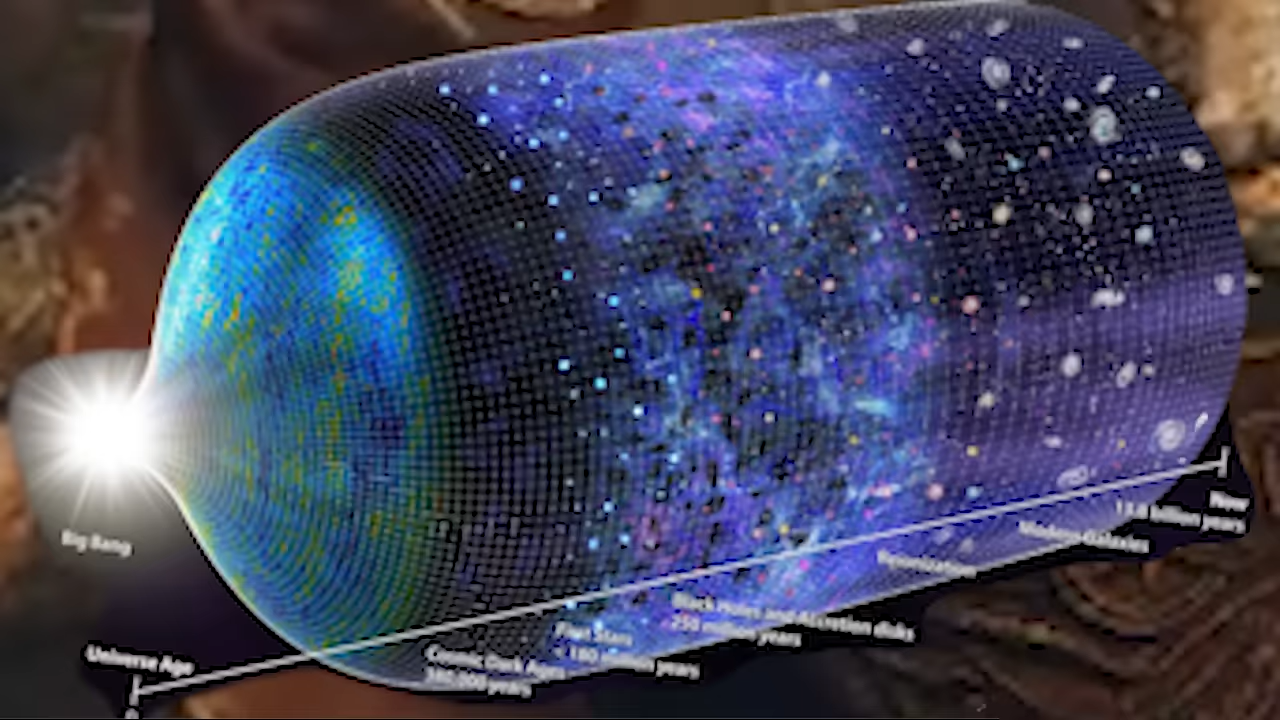 Big Bang
Universe Age
0
Cosmic Dark Ages
380,000 years
First Stars
~ 180 million years
Black Holes and Accretion disks
250 million years
Reionization
Modern Galaxies
Now
13.8 billion years